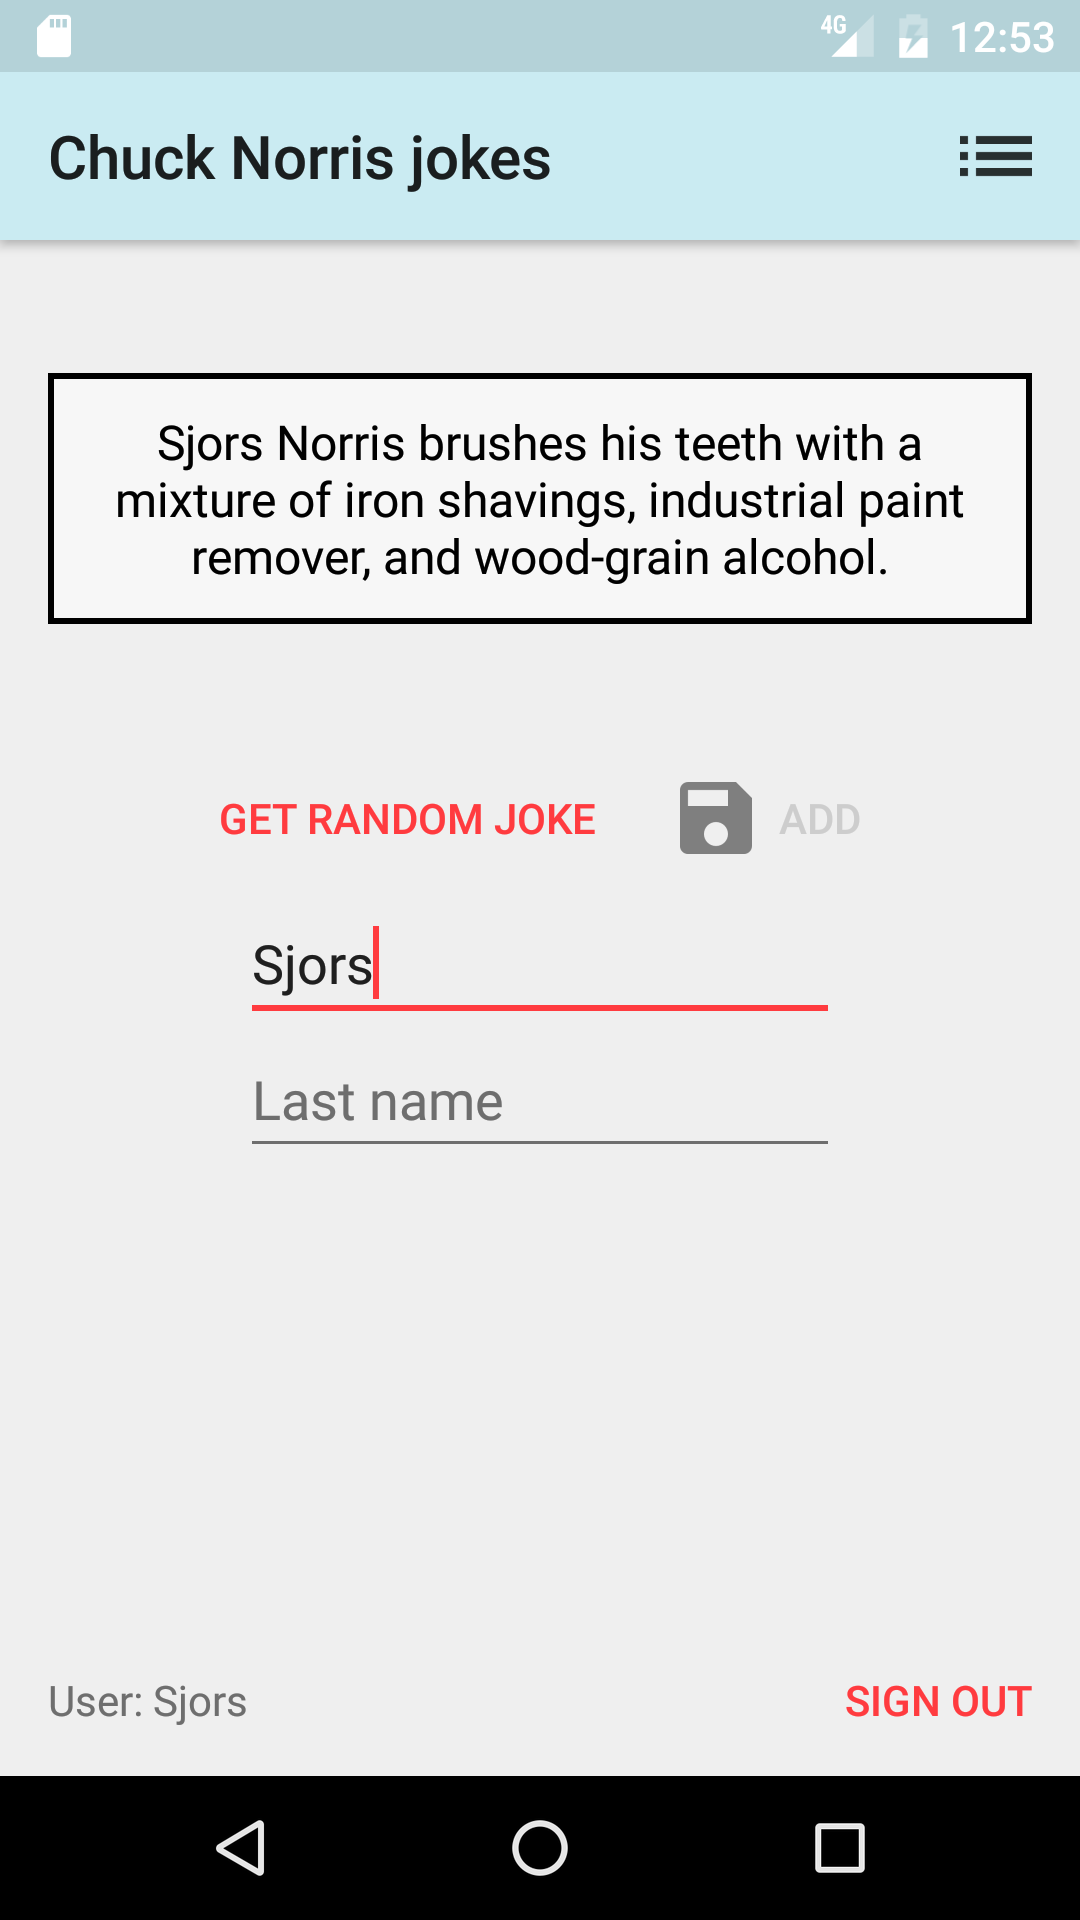 4G 12:53
Chuck Norris jokes
Sjors Norris brushes his teeth with a
mixture of iron shavings, industrial paint
remover, and wood-grain alcohol.
GET RANDOM JOKE ADD
Sjors
Last name
User: Sjors SIGN OUT